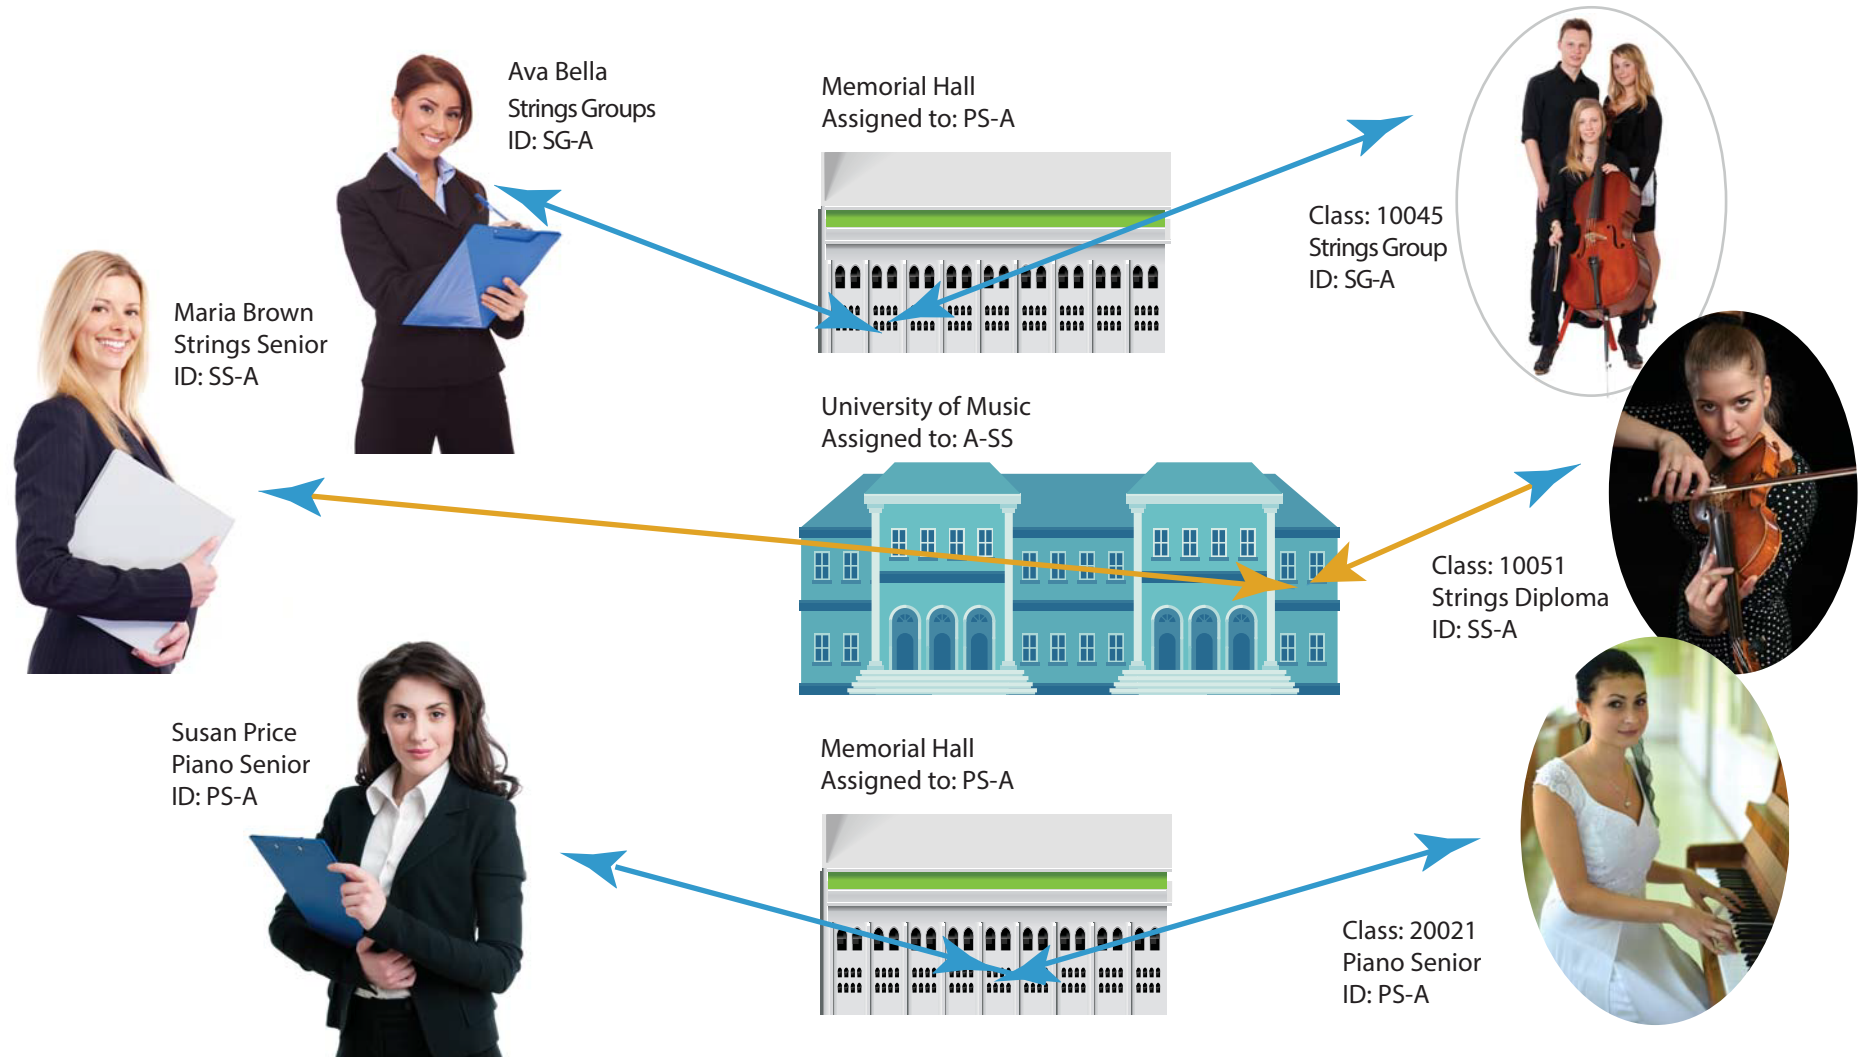 Ava Bella
Strings Groups
ID: SG-A
Memorial Hall
Assigned to: PS-A
Class: 10045
Strings Group
ID: SG-A
Maria Brown
Strings Senior
ID: SS-A
University of Music
Assigned to: A-SS
Class: 10051
Strings Diploma
ID: SS-A
Susan Price
Piano Senior
ID: PS-A
Memorial Hall
Assigned to: PS-A
Class: 20021
Piano Senior
ID: PS-A